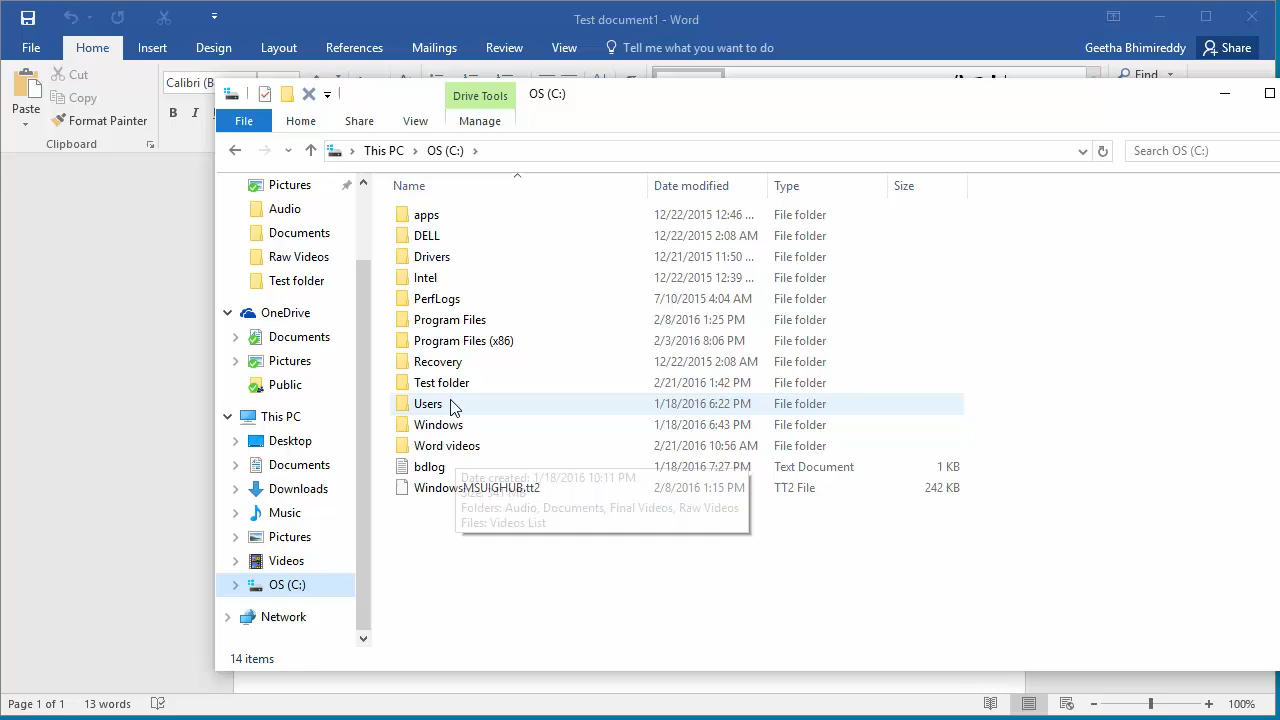 Test document1 - Word
File Home Insert Design Layout References Mailings Review View Tell me what you want to do Geetha Bhimireddy Share
Paste
Cut
Copy
Format Painter
Clipboard
Calibri (B
B I
Find
Drive Tools OS (C:)
File Home Share View Manage
This PC OS (C:) Search OS (C:)
Pictures
Audio
Documents
Raw Videos
Test folder
OneDrive
Documents
Pictures
Public
This PC
Desktop
Documents
Downloads
Music
Pictures
Videos
OS (C:)
Network
Name Date modified Type Size
apps 12/22/2015 12:46 ... File folder
DELL 12/22/2015 2:08 AM File folder
Drivers 12/21/2015 11:50 ... File folder
Intel 12/22/2015 12:39 ... File folder
PerfLogs 7/10/2015 4:04 AM File folder
Program Files 2/8/2016 1:25 PM File folder
Program Files (x86) 2/3/2016 8:06 PM File folder
Recovery 12/22/2015 2:08 AM File folder
Test folder 2/21/2016 1:42 PM File folder
Users 1/18/2016 6:22 PM File folder
Windows 1/18/2016 6:43 PM File folder
Word videos 2/21/2016 10:56 AM File folder
bdlog 1/18/2016 7:27 PM Text Document 1 KB
WindowsMSUIGHUB.tt2 2/8/2016 1:15 PM TT2 File 242 KB
Date created: 1/18/2016 10:11 PM
Folders: Audio, Documents, Final Videos, Raw Videos
Files: Videos List
14 items
Page 1 of 1 13 words 100%